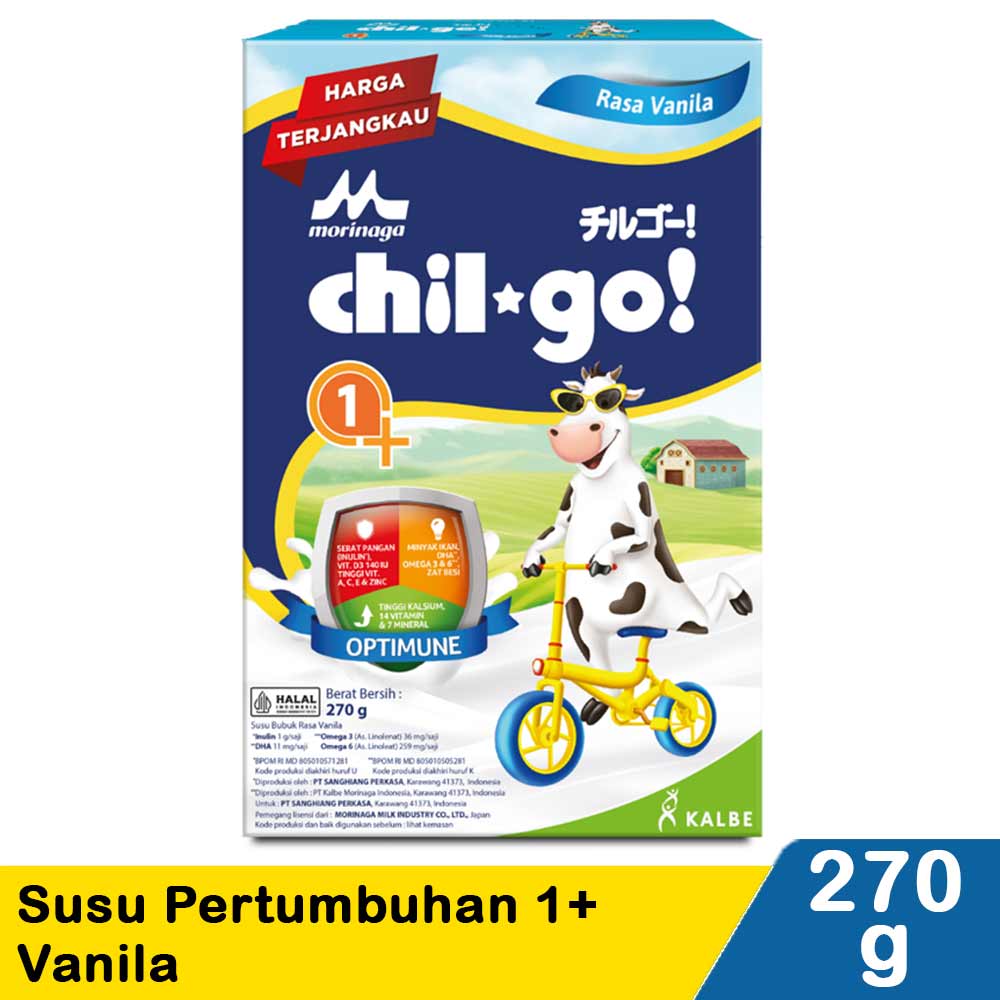 HARGA
TERJANGKAU
Rasa Vanila
morinaga
チルゴー!
chil★go!
1+
SERAT PANGAN
(INULIN*),
VIT. D3 140 IU
TINGGI VIT.
A, C, E & ZINC
MINYAK IKAN,
DHA**,
OMEGA 3 & 6***,
ZAT BESI
TINGGI KALSIUM,
14 VITAMIN
& 7 MINERAL
OPTIMUNE
HALAL
INDONESIA
Berat Bersih :
270 g
Susu Bubuk Rasa Vanila
*Inulin 1 g/saji ***Omega 3 (As. Linolenat) 36 mg/saji
**DHA 11 mg/saji Omega 6 (As. Linoleat) 259 mg/saji
*BPOM RI MD 805010571281 **BPOM RI MD 805010505281
Kode produksi diakhiri huruf U Kode produksi diakhiri huruf K
*Diproduksi oleh : PT SANGHIANG PERKASA, Karawang 41373, Indonesia
**Diproduksi oleh : PT Kalbe Morinaga Indonesia, Karawang 41373, Indonesia
Untuk : PT SANGHIANG PERKASA, Karawang 41373, Indonesia
Pemegang lisensi dari : MORINAGA MILK INDUSTRY CO., LTD., Japan
Kode produksi dan baik digunakan sebelum : lihat kemasan
KALBE
Susu Pertumbuhan 1+
Vanila
270
g